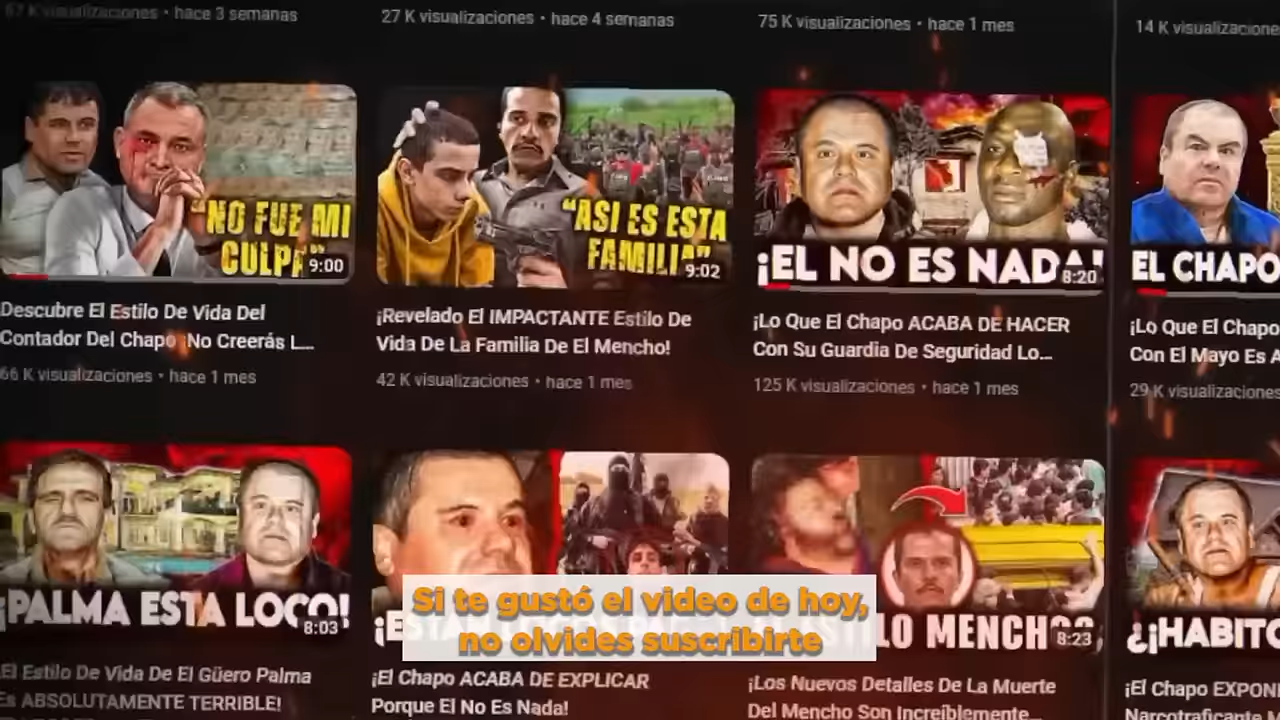 67 K visualizaciones • hace 3 semanas
27 K visualizaciones • hace 4 semanas
75 K visualizaciones • hace 1 mes
14 K visualizaciones
"NO FUE MI
CULPA"
9:00
"ASI ES ESTA
FAMILIA"
9:02
¡EL NO ES NADA!
8:20
EL CHAPO
Descubre El Estilo De Vida Del
Contador Del Chapo ¡No Creerás L...
66 K visualizaciones • hace 1 mes
¡Revelado El IMPACTANTE Estilo De
Vida De La Familia De El Mencho!
42 K visualizaciones • hace 1 mes
¡Lo Que El Chapo ACABA DE HACER
Con Su Guardia De Seguridad Lo...
125 K visualizaciones • hace 1 mes
¡Lo Que El Chapo
Con El Mayo Es A
29 K visualizaciones
¡PALMA ESTA LOCO!
8:03
LO MENCHO
8:23
¿¡HABITO
Si te gustó el video de hoy,
no olvides suscribirte
El Estilo De Vida De El Güero Palma
Es ABSOLUTAMENTE TERRIBLE!
¡El Chapo ACABA DE EXPLICAR
Porque El No Es Nada!
¡Los Nuevos Detalles De La Muerte
Del Mencho Son Increíblemente...
¡El Chapo EXPON
Narcotraficante M